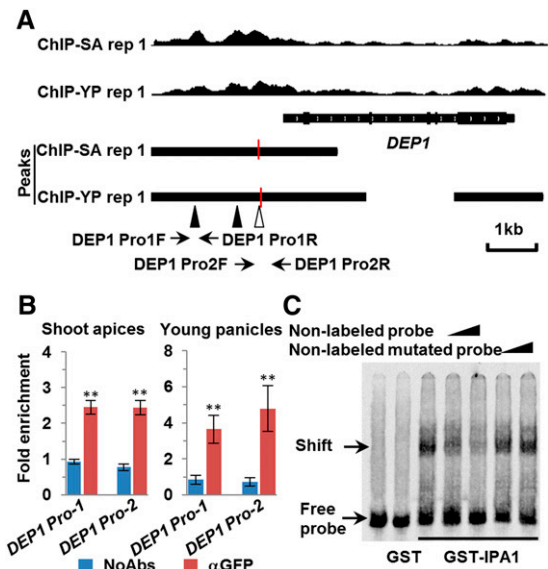 A
ChIP-SA rep 1
ChIP-YP rep 1
DEP1
Peaks
ChIP-SA rep 1
ChIP-YP rep 1
1kb
DEP1 Pro1F DEP1 Pro1R
DEP1 Pro2F DEP1 Pro2R
B
Shoot apices Young panicles
Fold enrichment
4
3
2
1
0
** **
8
6
4
2
0
** **
DEP1 Pro-1 DEP1 Pro-2 DEP1 Pro-1 DEP1 Pro-2
NoAbs αGFP
C
Non-labeled probe
Non-labeled mutated probe
Shift
Free
probe
GST GST-IPA1